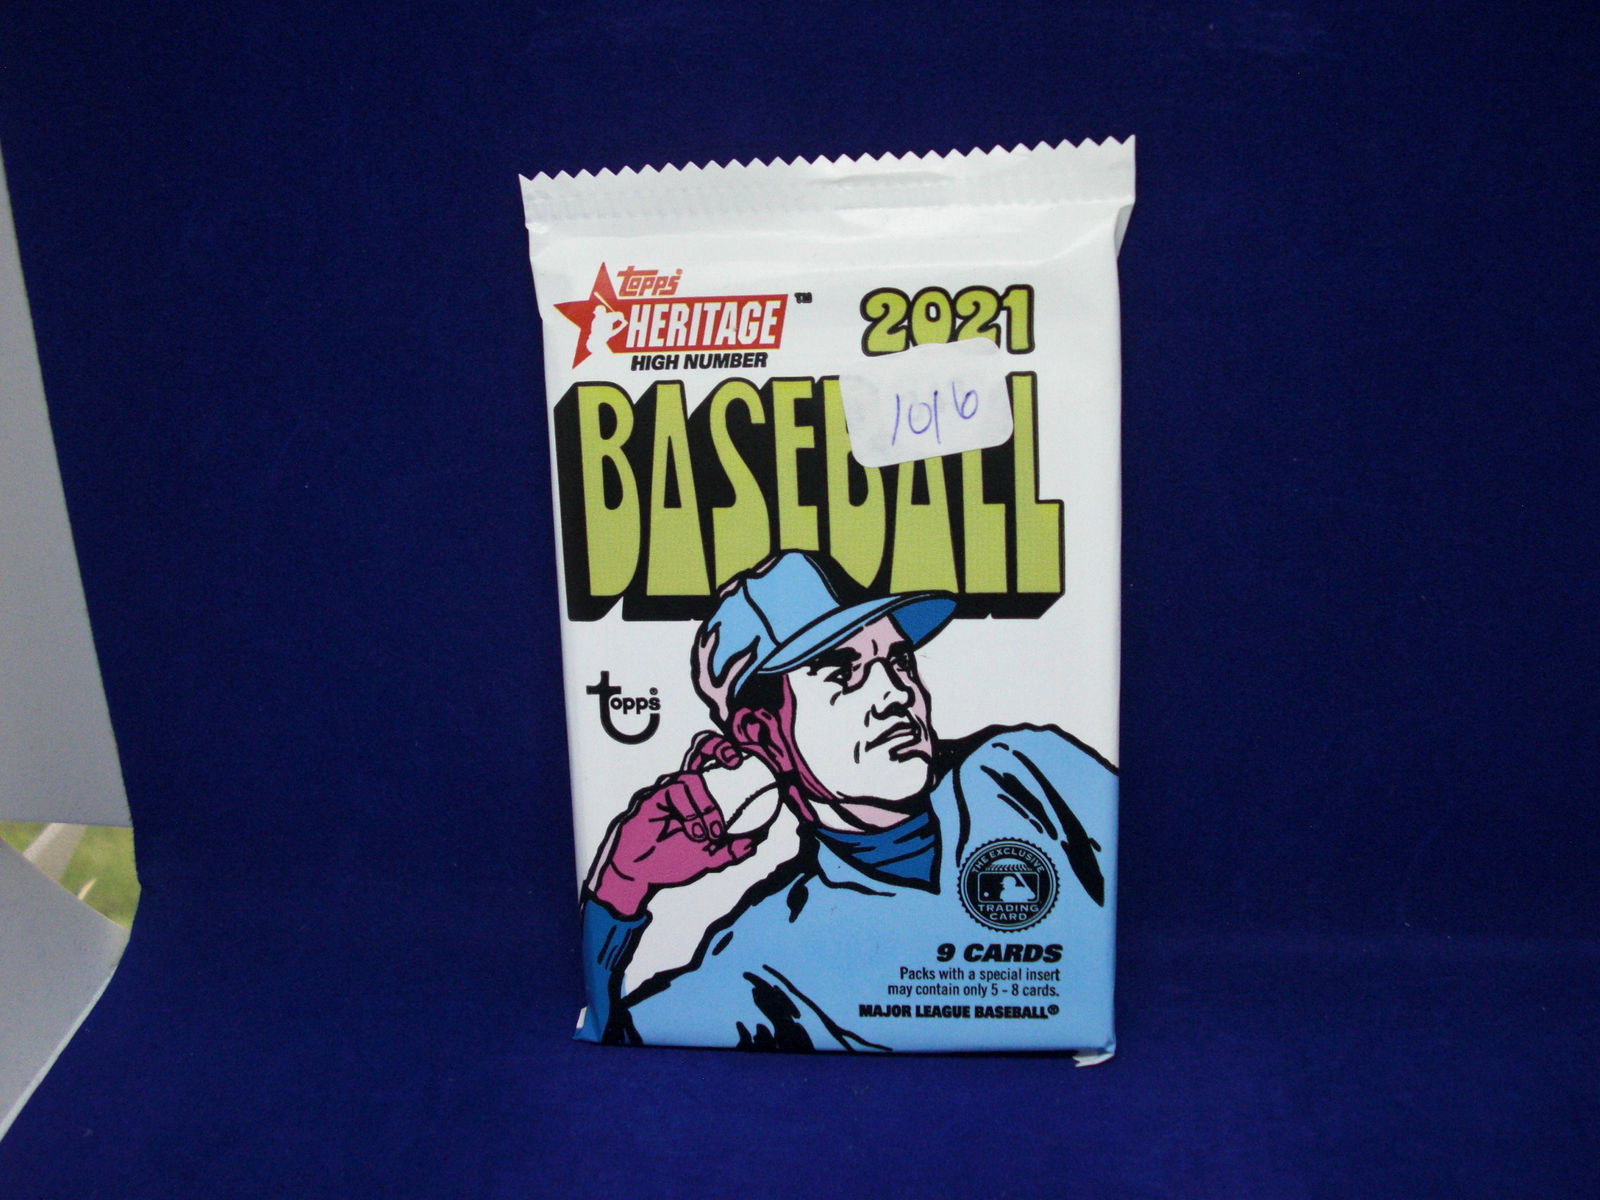 topps®
HERITAGE™
HIGH NUMBER
2021
BASEBALL
1016
topps®
THE EXCLUSIVE
TRADING
CARD
9 CARDS
Packs with a special insert
may contain only 5 - 8 cards.
MAJOR LEAGUE BASEBALL®